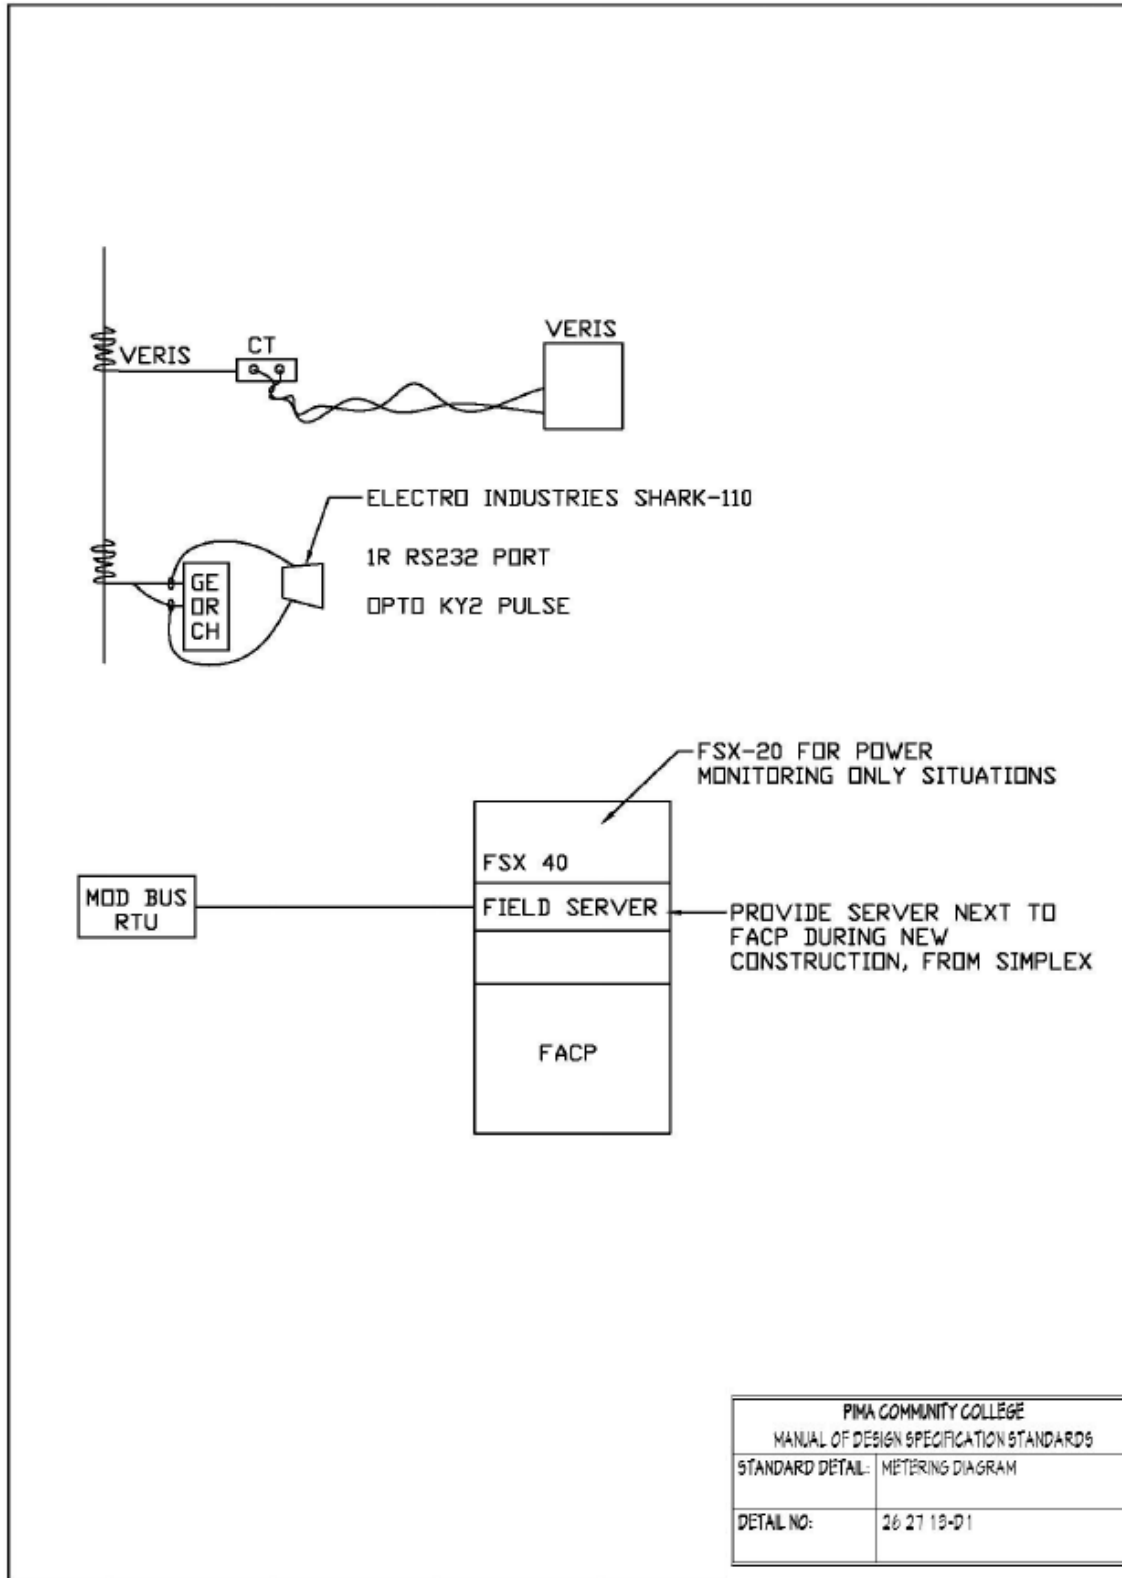 VERIS
CT
VERIS
ELECTRO INDUSTRIES SHARK-110
1R RS232 PORT
OPTO KY2 PULSE
GE
OR
CH
FSX-20 FOR POWER
MONITORING ONLY SITUATIONS
FSX 40
MOD BUS
RTU
FIELD SERVER
PROVIDE SERVER NEXT TO
FACP DURING NEW
CONSTRUCTION, FROM SIMPLEX
FACP
PIMA COMMUNITY COLLEGE
MANUAL OF DESIGN SPECIFICATION STANDARDS
STANDARD DETAIL: METERING DIAGRAM
DETAIL NO: 26 27 13-D1